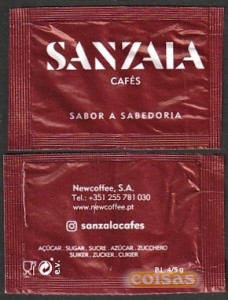 SANZALA
CAFÉS
SABOR A SABEDORIA
Newcoffee, S.A.
Tel.: +351 255 781 030
www.newcoffee.pt
sanzalacafes
AÇÚCAR . SUGAR . SUCRE . AZÚCAR . ZUCCHERO
SUIKER . ZUCKER . CUKIER
e.v.
P.L. 4/5 g
coisas